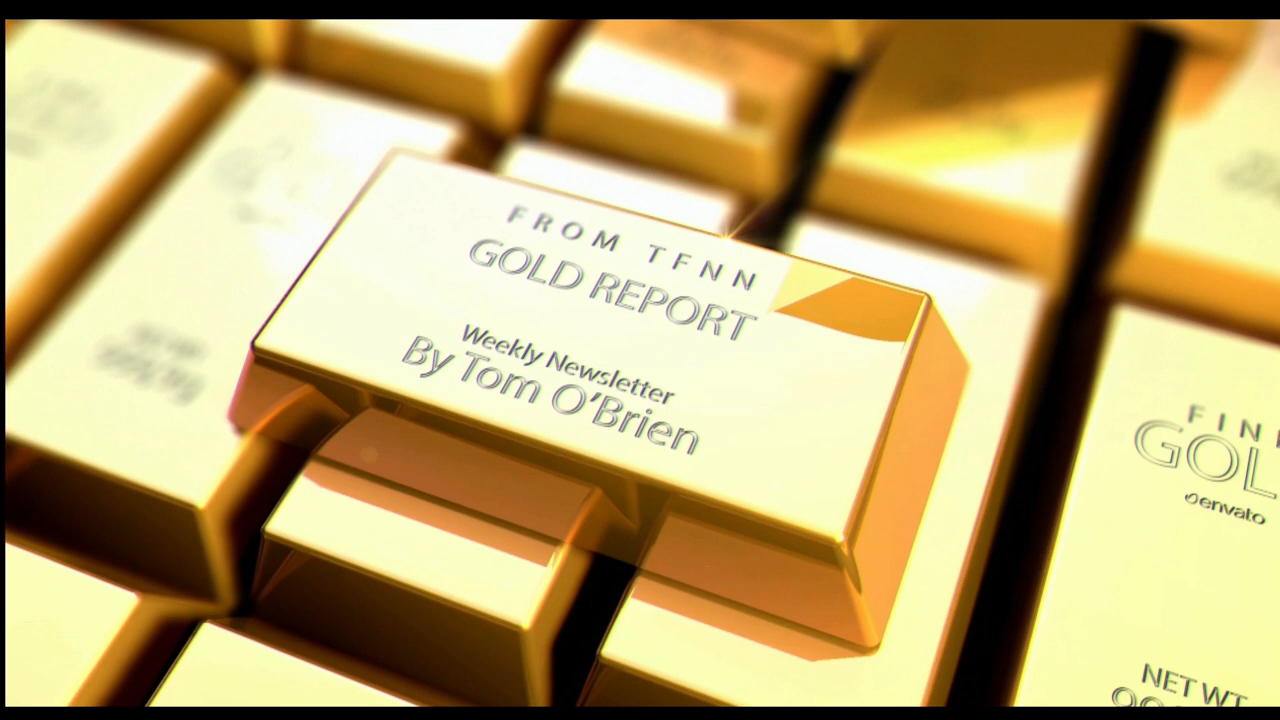 FROM TFNN
GOLD REPORT
Weekly Newsletter
By Tom O'Brien
GOL
envato
NET WT